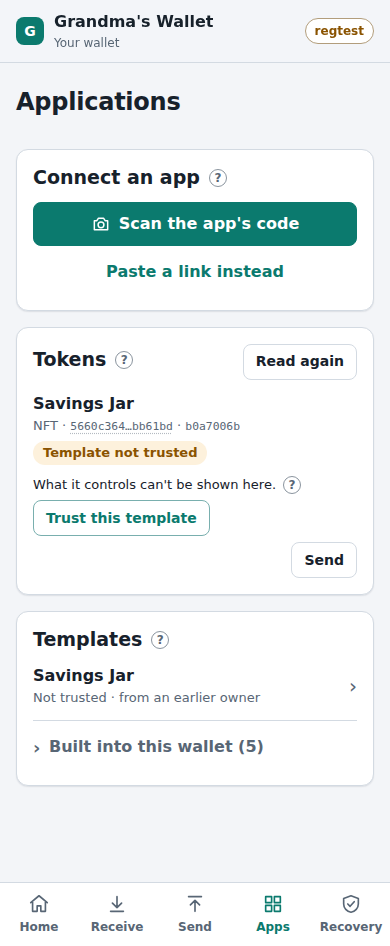 G
Grandma's Wallet
Your wallet
regtest
Applications
Connect an app ?
Scan the app's code
Paste a link instead
Tokens ?
Read again
Savings Jar
NFT · 5660c364…bb61bd · b0a7006b
Template not trusted
What it controls can't be shown here. ?
Trust this template
Send
Templates ?
Savings Jar
Not trusted · from an earlier owner
›
› Built into this wallet (5)
Home Receive Send Apps Recovery